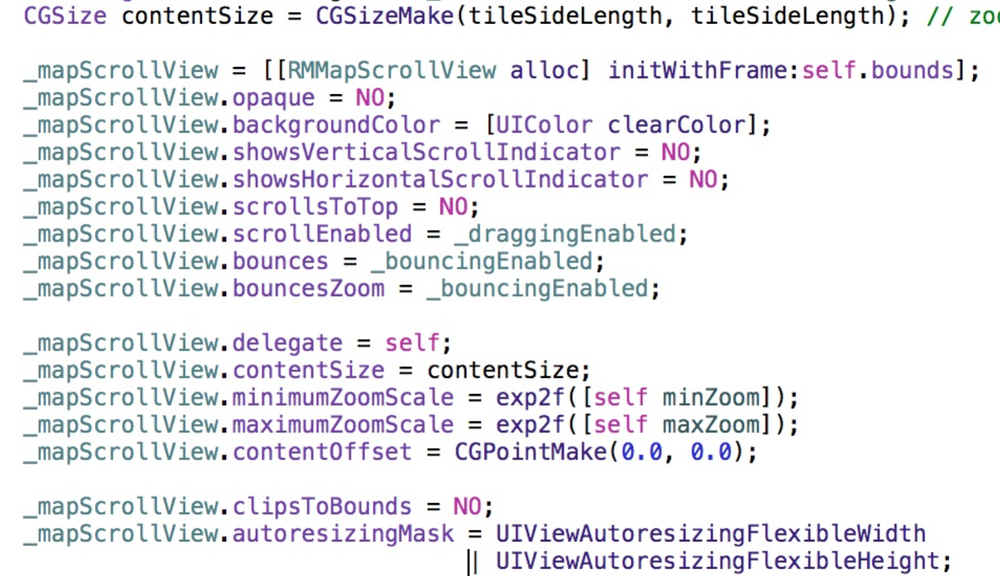 CGSize contentSize = CGSizeMake(tileSideLength, tileSideLength); //
_mapScrollView = [[RMMapScrollView alloc] initWithFrame:self.bounds];
_mapScrollView.opaque = NO;
_mapScrollView.backgroundColor = [UIColor clearColor];
_mapScrollView.showsVerticalScrollIndicator = NO;
_mapScrollView.showsHorizontalScrollIndicator = NO;
_mapScrollView.scrollsToTop = NO;
_mapScrollView.scrollEnabled = _draggingEnabled;
_mapScrollView.bounces = _bouncingEnabled;
_mapScrollView.bouncesZoom = _bouncingEnabled;
_mapScrollView.delegate = self;
_mapScrollView.contentSize = contentSize;
_mapScrollView.minimumZoomScale = exp2f([self minZoom]);
_mapScrollView.maximumZoomScale = exp2f([self maxZoom]);
_mapScrollView.contentOffset = CGPointMake(0.0, 0.0);
_mapScrollView.clipsToBounds = NO;
_mapScrollView.autoresizingMask = UIViewAutoresizingFlexibleWidth
| UIViewAutoresizingFlexibleHeight;